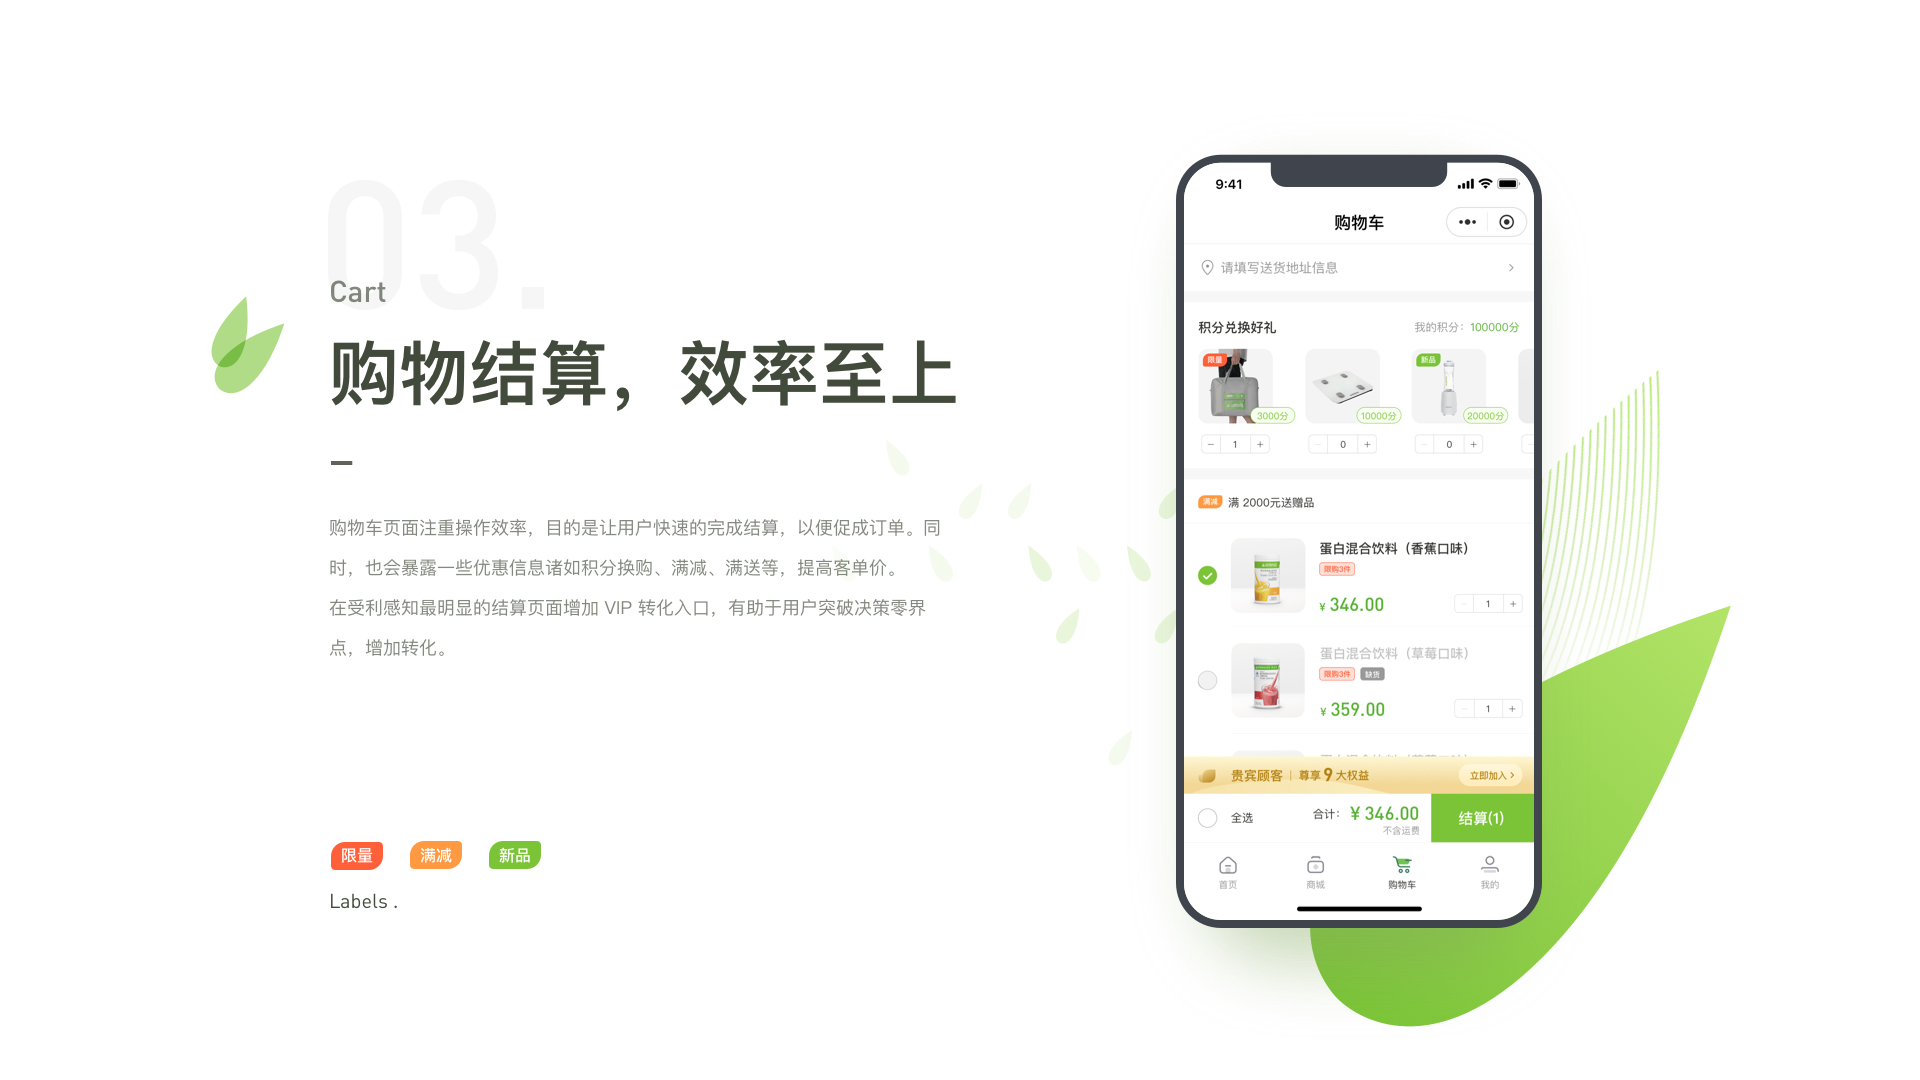 03.
Cart
购物结算，效率至上
购物车页面注重操作效率，目的是让用户快速的完成结算，以便促成订单。同
时，也会暴露一些优惠信息诸如积分换购、满减、满送等，提高客单价。
在受利感知最明显的结算页面增加 VIP 转化入口，有助于用户突破决策零界
点，增加转化。
限量 满减 新品
Labels .
9:41
购物车
请填写送货地址信息
积分兑换好礼 我的积分：100000分
限量 新品
3000分 10000分 20000分
− 1 + − 0 + − 0 +
满减 满 2000元送赠品
蛋白混合饮料（香蕉口味）
限购3件
¥ 346.00 − 1 +
蛋白混合饮料（草莓口味）
限购3件 缺货
¥ 359.00 − 1 +
贵宾顾客 | 尊享 9 大权益 立即加入 >
全选 合计： ¥ 346.00 结算(1)
不含运费
首页 商城 购物车 我的